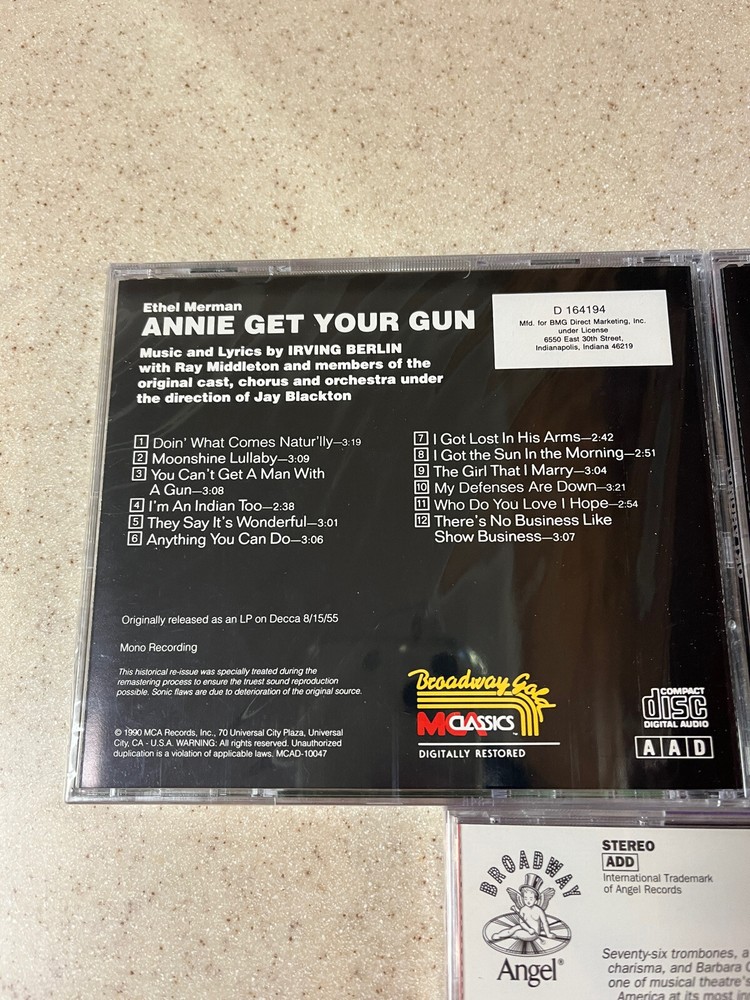 Ethel Merman
ANNIE GET YOUR GUN
Music and Lyrics by IRVING BERLIN
with Ray Middleton and members of the
original cast, chorus and orchestra under
the direction of Jay Blackton
D 164194
Mfd. for BMG Direct Marketing, Inc.
under License
6550 East 30th Street,
Indianapolis, Indiana 46219
1 Doin' What Comes Natur'lly—3:19
2 Moonshine Lullaby—3:09
3 You Can't Get A Man With
A Gun—3:08
4 I'm An Indian Too—2:38
5 They Say It's Wonderful—3:01
6 Anything You Can Do—3:06
7 I Got Lost In His Arms—2:42
8 I Got the Sun In the Morning—2:51
9 The Girl That I Marry—3:04
10 My Defenses Are Down—3:21
11 Who Do You Love I Hope—2:54
12 There's No Business Like
Show Business—3:07
Originally released as an LP on Decca 8/15/55
Mono Recording
This historical re-issue was specially treated during the
remastering process to ensure the truest sound reproduction
possible. Sonic flaws are due to deterioration of the original source.
© 1990 MCA Records, Inc., 70 Universal City Plaza, Universal
City, CA - U.S.A. WARNING: All rights reserved. Unauthorized
duplication is a violation of applicable laws. MCAD-10047
Broadway Gold
MCA CLASSICS ™
DIGITALLY RESTORED
COMPACT
disc
DIGITAL AUDIO
AAD
BROADWAY
Angel®
STEREO
ADD
International Trademark
of Angel Records
Seventy-six trombones, a
charisma, and Barbara
one of musical theatre's
America at its most